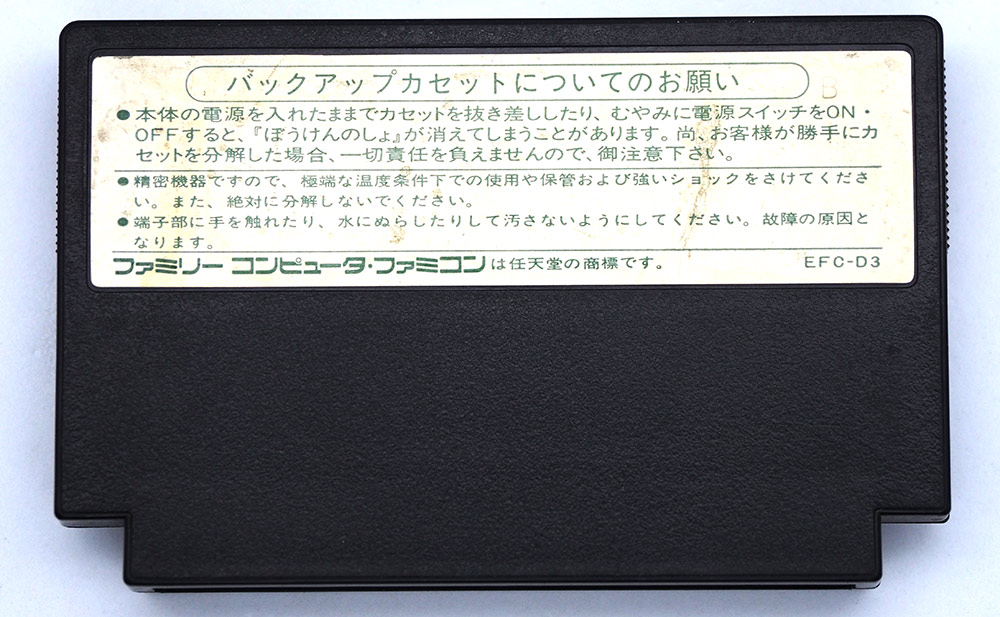 バックアップカセットについてのお願い
B
●本体の電源を入れたままでカセットを抜き差ししたり、むやみに電源スイッチをON・
OFFすると、『ぼうけんのしょ』が消えてしまうことがあります。尚、お客様が勝手にカ
セットを分解した場合、一切責任を負えませんので、御注意下さい。
●精密機器ですので、極端な温度条件下での使用や保管および強いショックをさけてくださ
い。また、絶対に分解しないでください。
●端子部に手を触れたり、水にぬらしたりして汚さないようにしてください。故障の原因と
なります。
ファミリーコンピュータ・ファミコンは任天堂の商標です。 EFC-D3